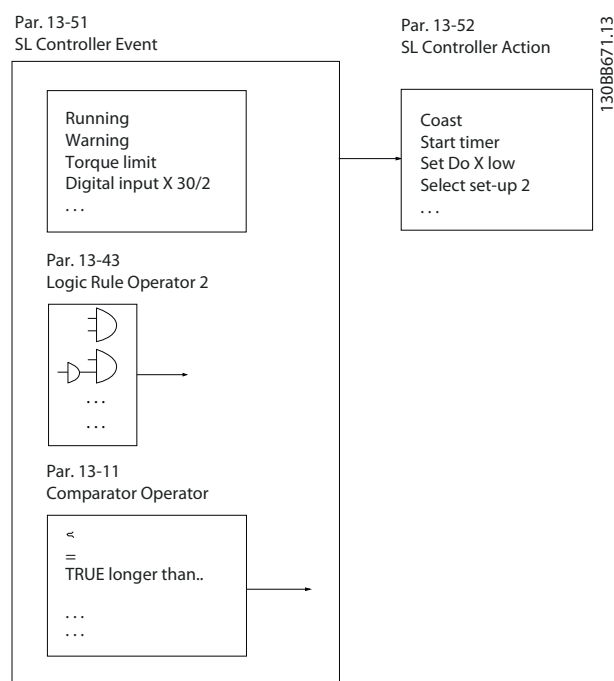 Par. 13-51
SL Controller Event
Par. 13-52
SL Controller Action
130BB671.13
Running
Warning
Torque limit
Digital input X 30/2
. . .
Coast
Start timer
Set Do X low
Select set-up 2
. . .
Par. 13-43
Logic Rule Operator 2
. . .
. . .
Par. 13-11
Comparator Operator
=
TRUE longer than..
. . .
. . .